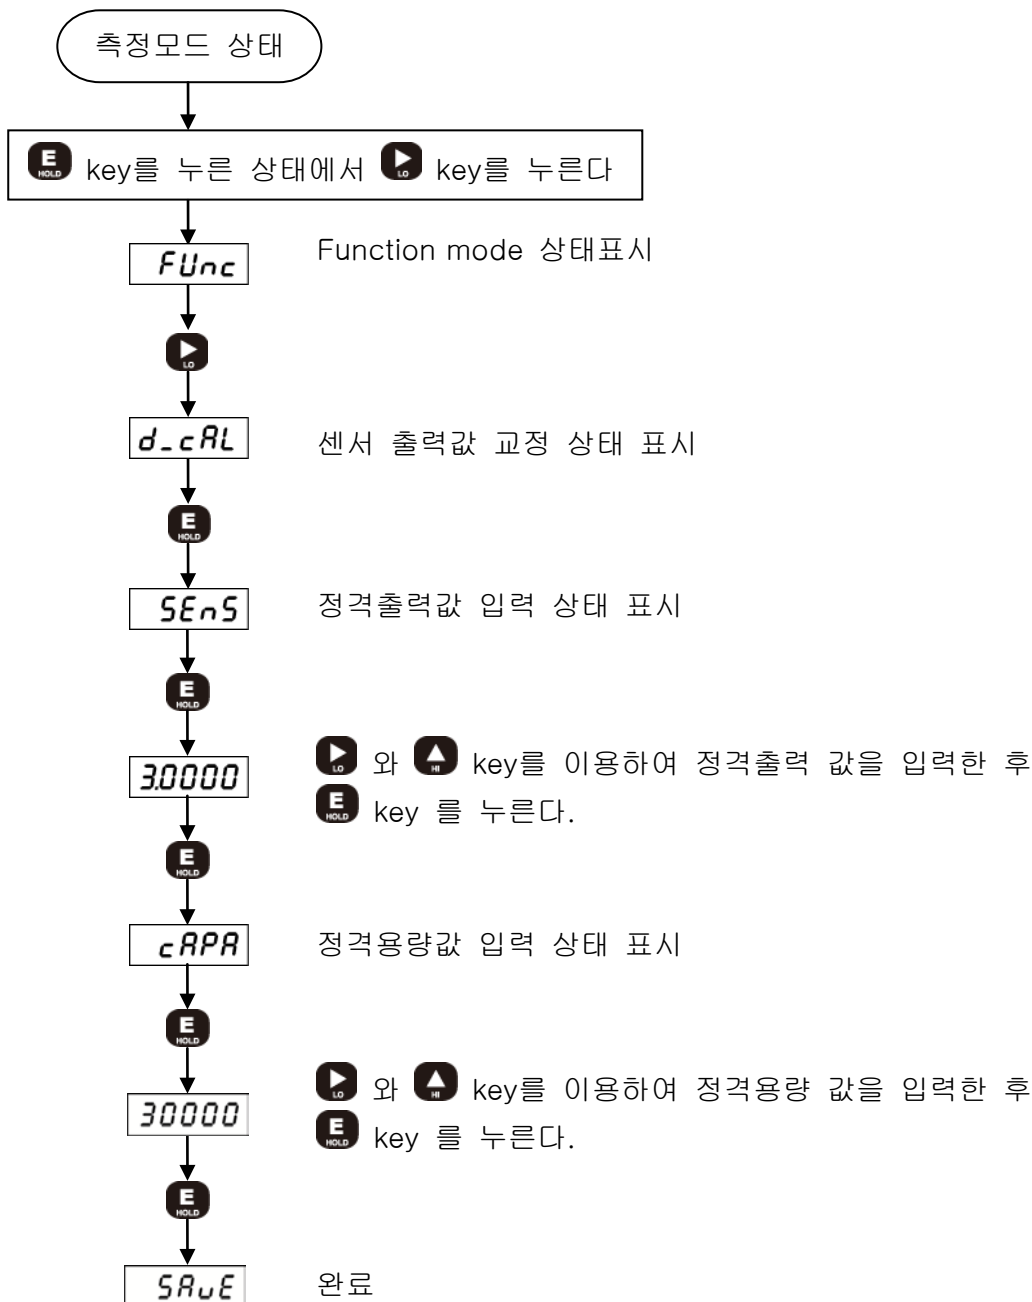 측정모드 상태
E HOLD key를 누른 상태에서 LO key를 누른다
FUnc
Function mode 상태표시
LO
d_cAL
센서 출력값 교정 상태 표시
E HOLD
SEnS
정격출력값 입력 상태 표시
E HOLD
3.0000
LO 와 HI key를 이용하여 정격출력 값을 입력한 후
E HOLD key 를 누른다.
E HOLD
cAPA
정격용량값 입력 상태 표시
E HOLD
30000
LO 와 HI key를 이용하여 정격용량 값을 입력한 후
E HOLD key 를 누른다.
E HOLD
SAvE
완료